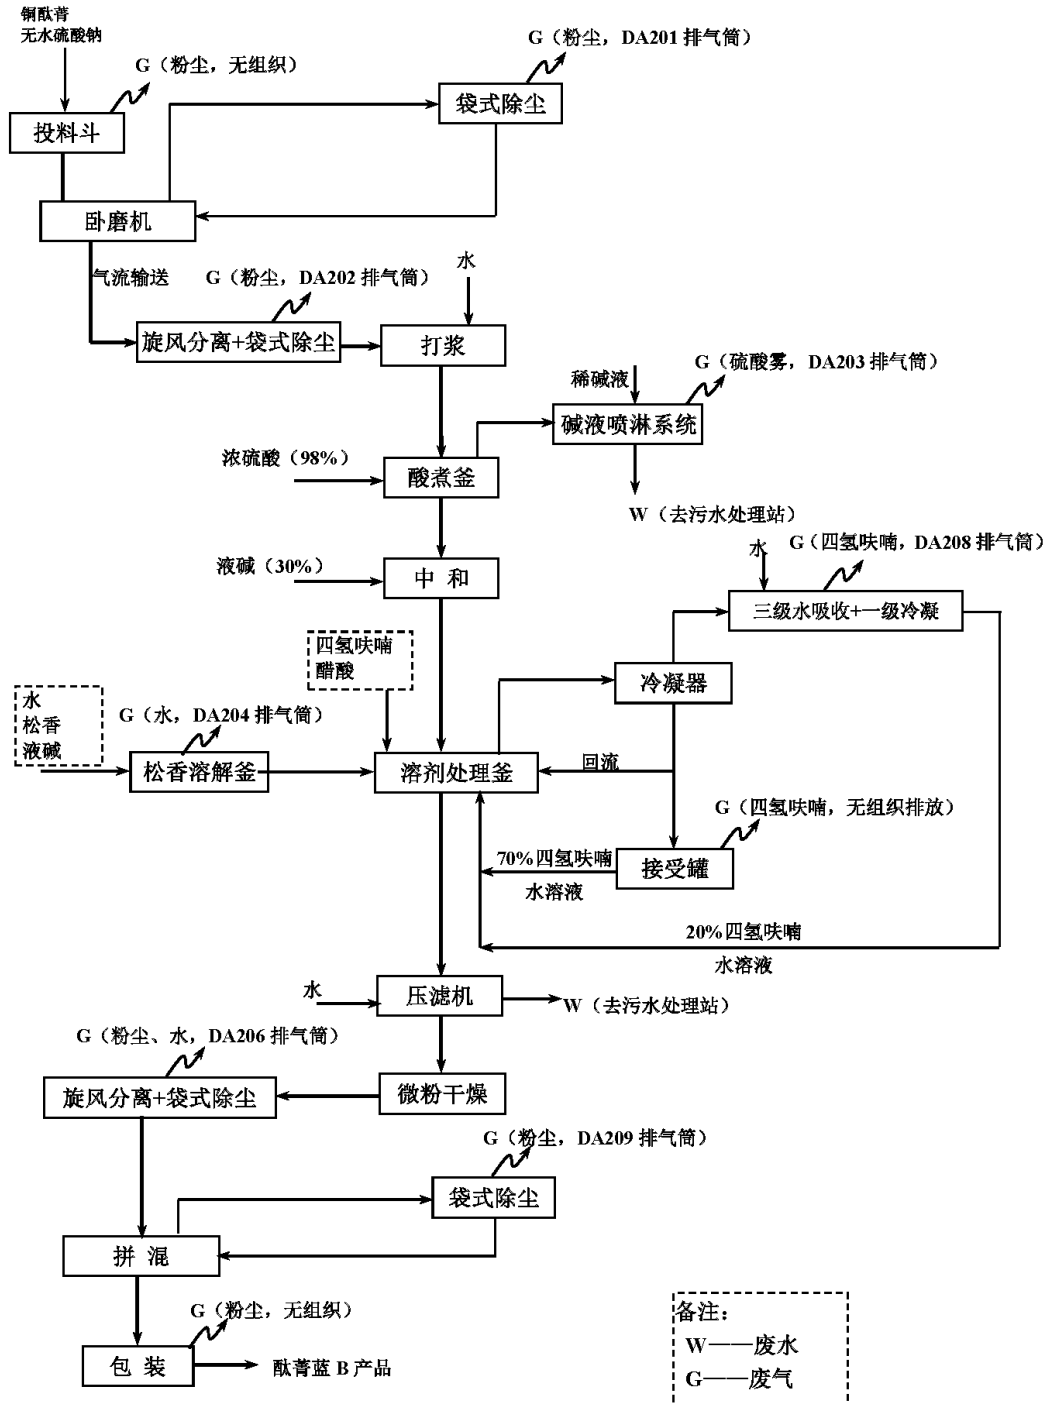 铜酞菁
无水硫酸钠
G（粉尘，无组织）
G（粉尘，DA201 排气筒）
袋式除尘
投料斗
卧磨机
气流输送
G（粉尘，DA202 排气筒）
水
旋风分离+袋式除尘
打浆
稀碱液
G（硫酸雾，DA203 排气筒）
碱液喷淋系统
浓硫酸（98%）
酸煮釜
W（去污水处理站）
水
G（四氢呋喃，DA208 排气筒）
液碱（30%）
中 和
三级水吸收+一级冷凝
四氢呋喃
醋酸
冷凝器
水
松香
液碱
G（水，DA204 排气筒）
松香溶解釜
溶剂处理釜
回流
G（四氢呋喃，无组织排放）
70%四氢呋喃
水溶液
接受罐
20%四氢呋喃
水溶液
水
压滤机
W（去污水处理站）
G（粉尘、水，DA206 排气筒）
旋风分离+袋式除尘
微粉干燥
G（粉尘，DA209 排气筒）
袋式除尘
拼 混
G（粉尘，无组织）
包 装
酞菁蓝 B 产品
备注：
W——废水
G——废气